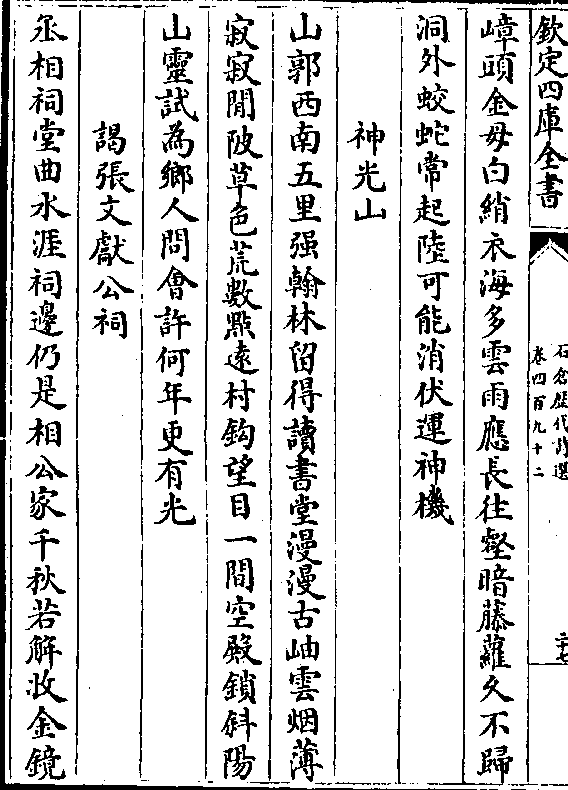 欽定四庫全書
石倉歷代詩選
卷四百九十二
二十七
嶂頭金母白綃衣海多雲雨應長往壑暗藤蘿久不歸
洞外蛟蛇常起陸可能消伏運神機
神光山
山郭西南五里强翰林留得讀書堂漫漫古岫雲烟薄
寂寂閒陂草色荒數點遠村鈎望目一間空殿鎖斜陽
山靈試為鄉人問會許何年更有光
謁張文獻公祠
丞相祠堂曲水涯祠邊仍是相公家千秋若解收金鏡